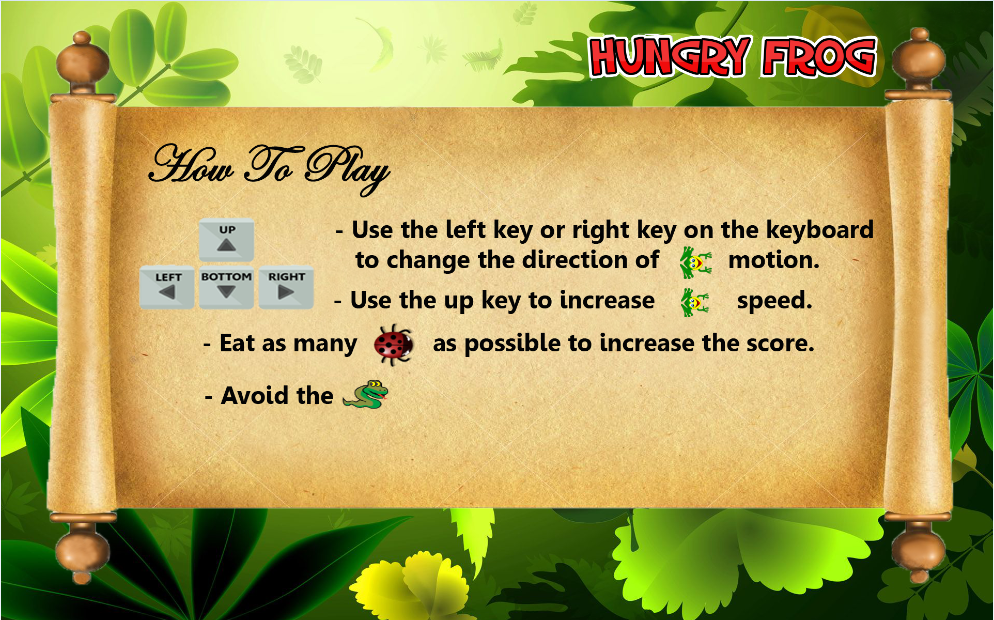 HUNGRY FROG
How To Play
UP
LEFT BOTTOM RIGHT
- Use the left key or right key on the keyboard
to change the direction of motion.
- Use the up key to increase speed.
- Eat as many as possible to increase the score.
- Avoid the